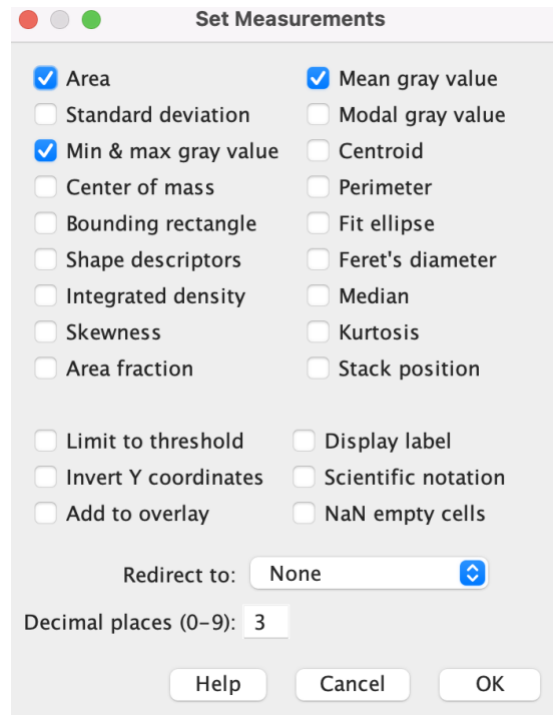 Set Measurements
Area Mean gray value
Standard deviation Modal gray value
Min & max gray value Centroid
Center of mass Perimeter
Bounding rectangle Fit ellipse
Shape descriptors Feret's diameter
Integrated density Median
Skewness Kurtosis
Area fraction Stack position
Limit to threshold Display label
Invert Y coordinates Scientific notation
Add to overlay NaN empty cells
Redirect to: None
Decimal places (0–9): 3
Help Cancel OK